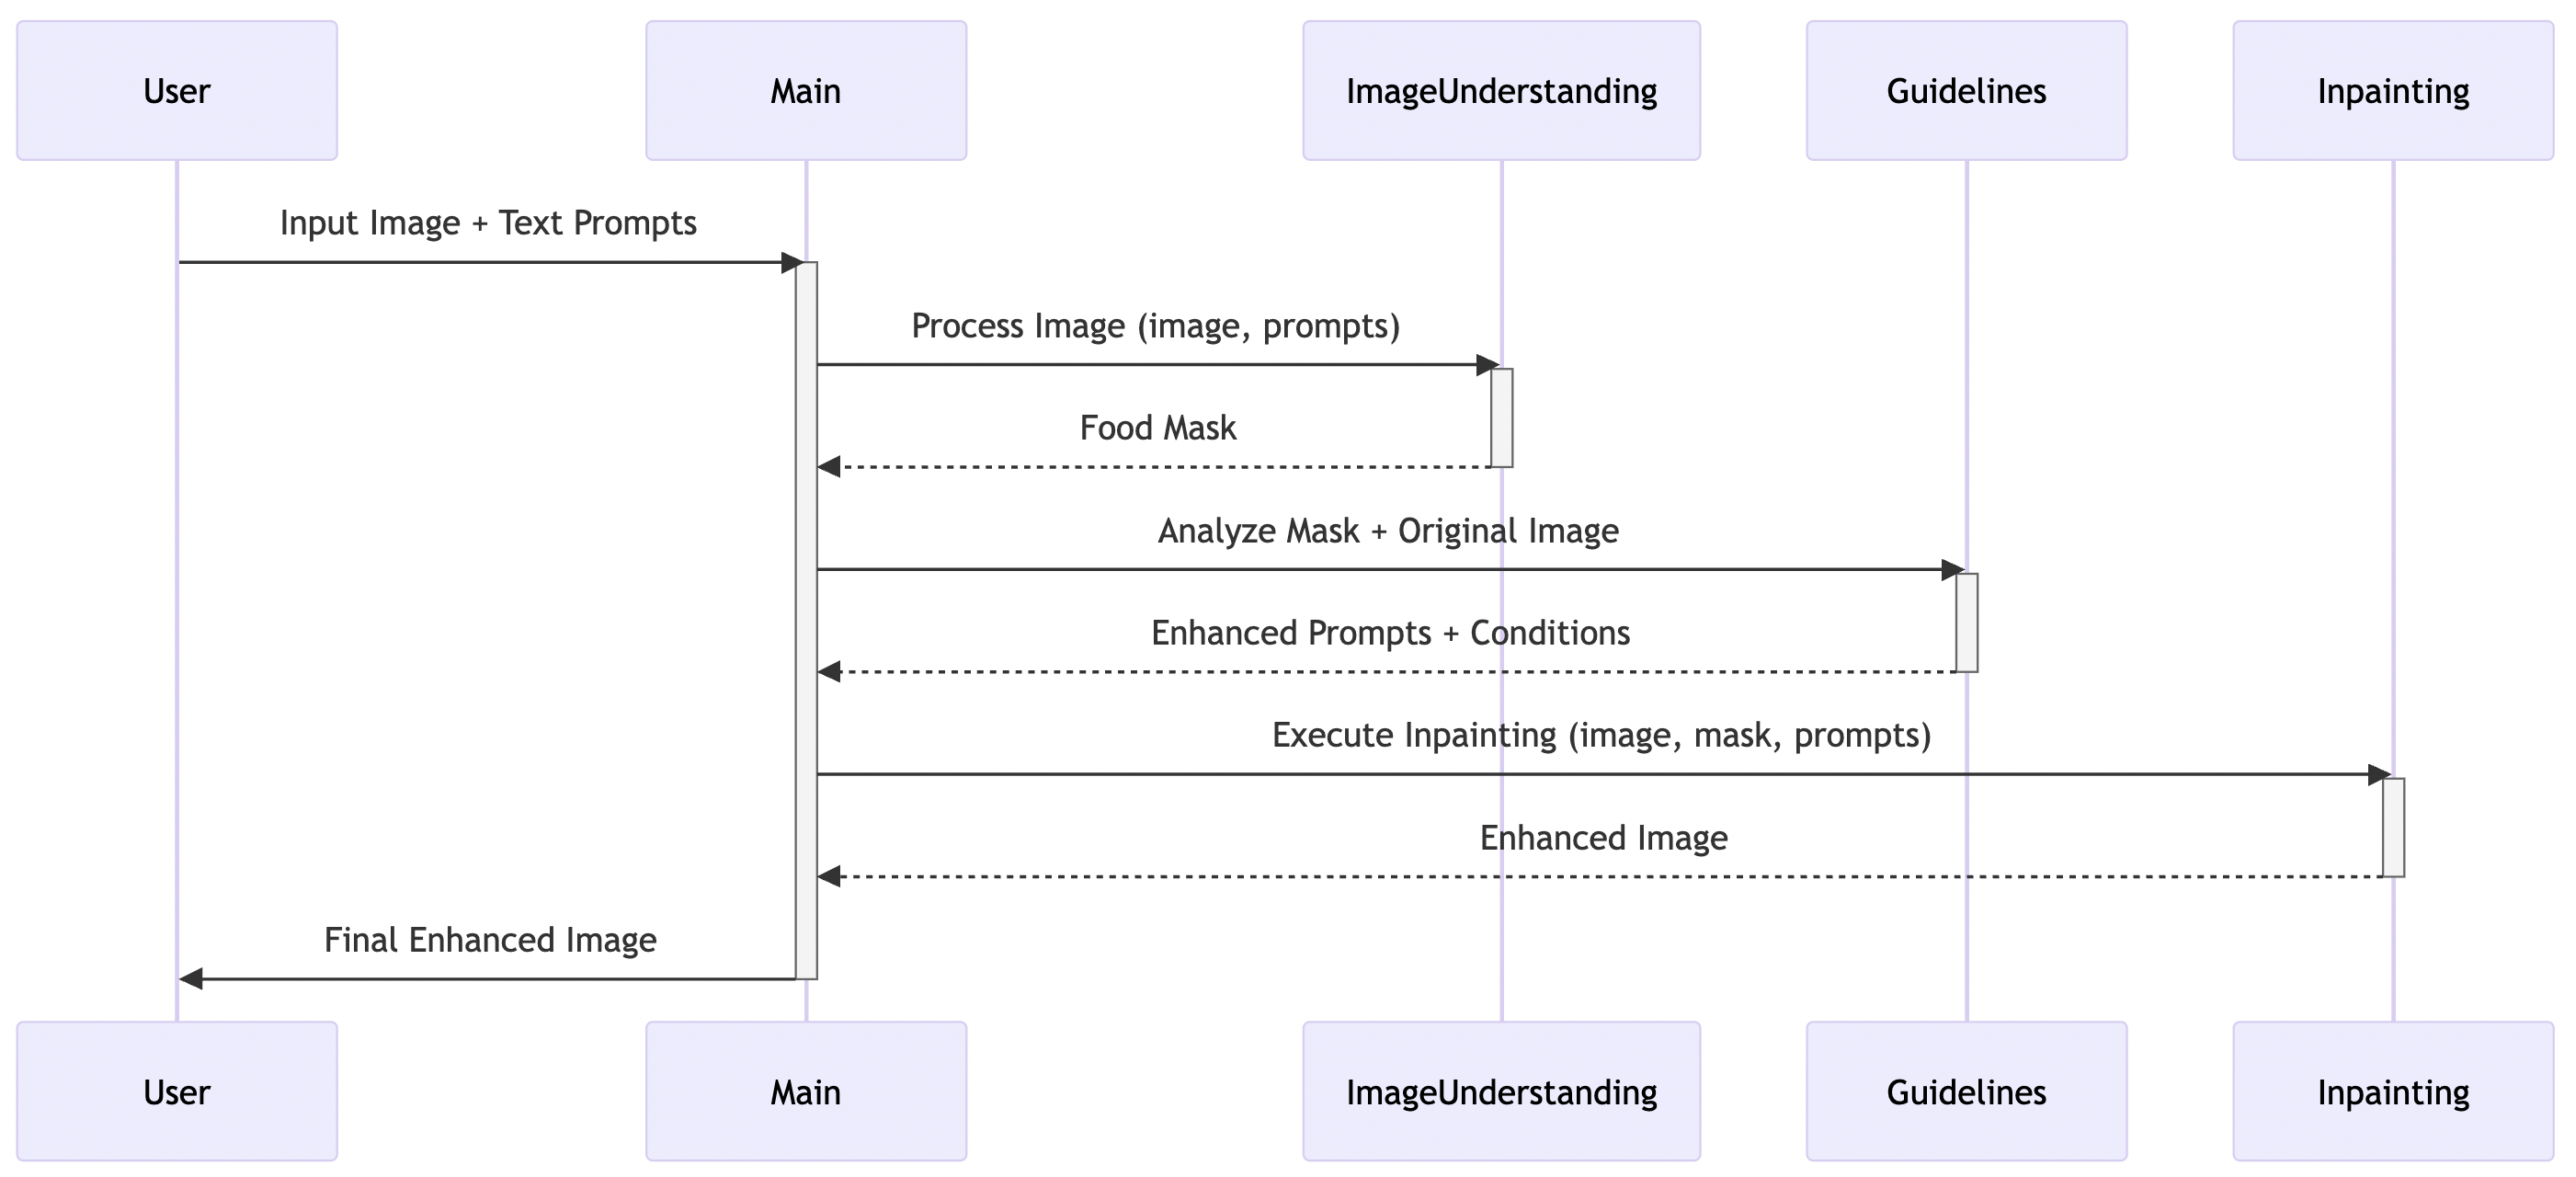 User
Main
ImageUnderstanding
Guidelines
Inpainting
Input Image + Text Prompts
Process Image (image, prompts)
Food Mask
Analyze Mask + Original Image
Enhanced Prompts + Conditions
Execute Inpainting (image, mask, prompts)
Enhanced Image
Final Enhanced Image
User
Main
ImageUnderstanding
Guidelines
Inpainting